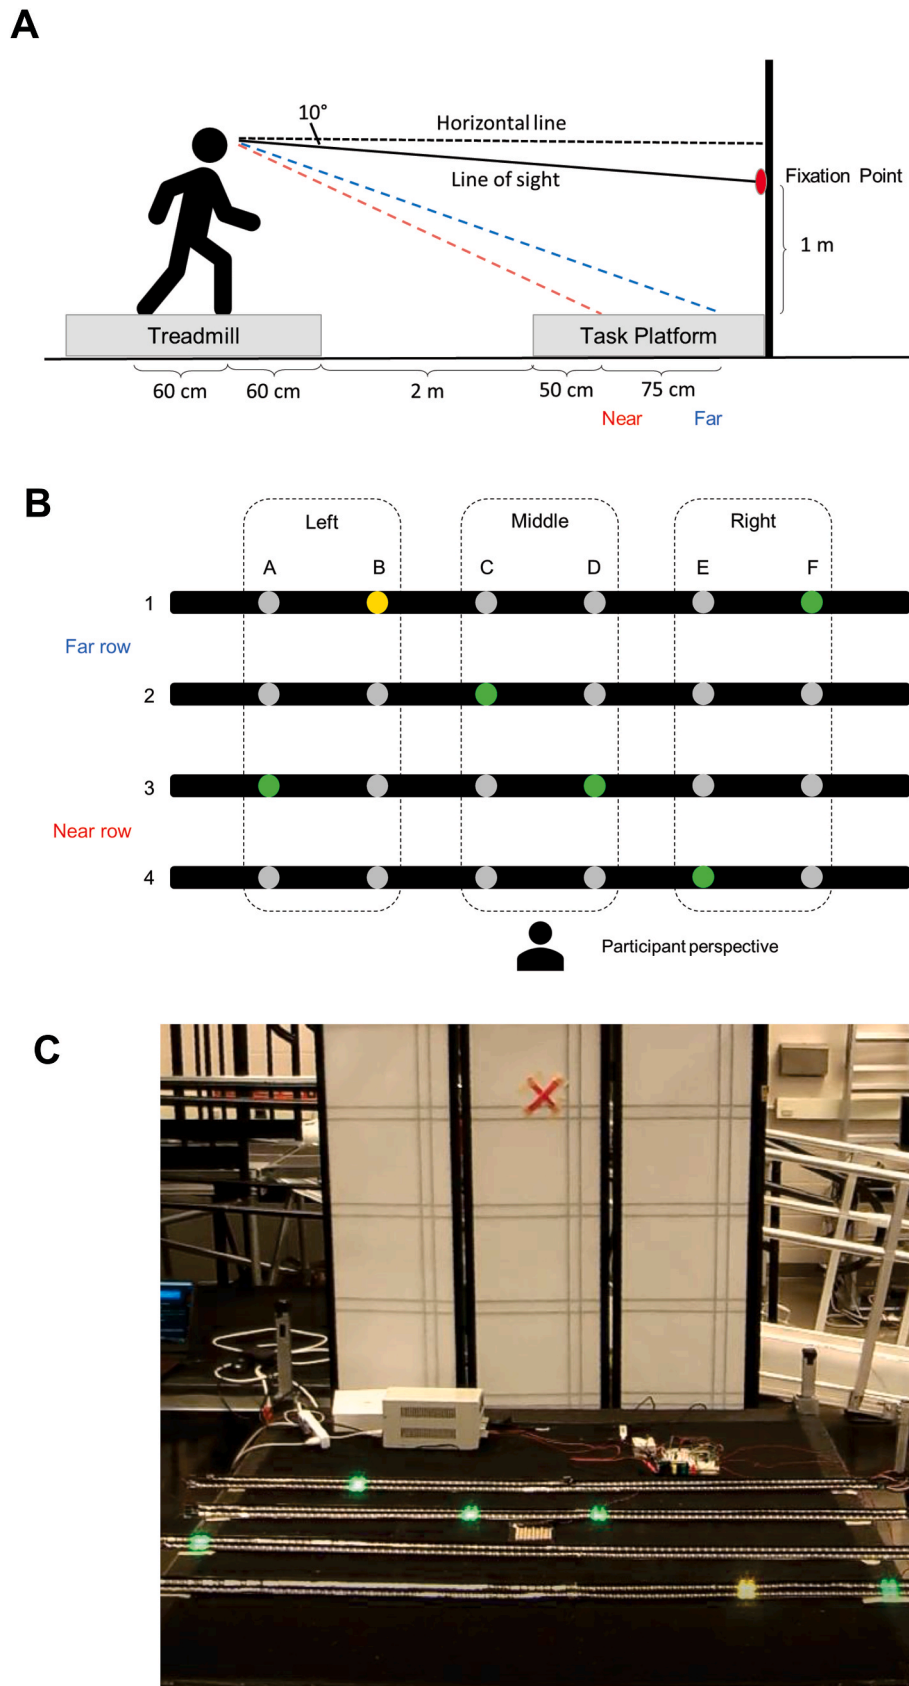 A
10°
Horizontal line
Line of sight
Fixation Point
1 m
Treadmill
Task Platform
60 cm
60 cm
2 m
50 cm
75 cm
Near
Far
B
Left
Middle
Right
A
B
C
D
E
F
1
Far row
2
3
Near row
4
Participant perspective
C